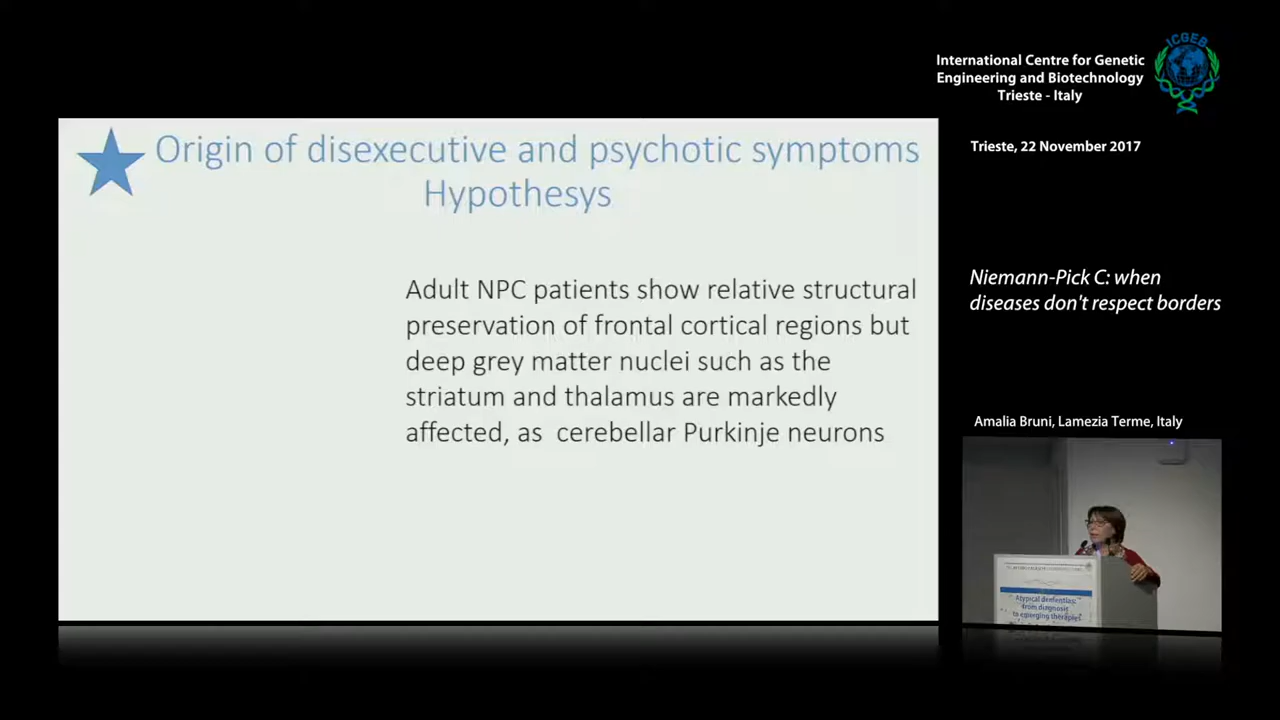 ICGEB
International Centre for Genetic
Engineering and Biotechnology
Trieste - Italy
Trieste, 22 November 2017
Origin of disexecutive and psychotic symptoms
Hypothesys
Adult NPC patients show relative structural
preservation of frontal cortical regions but
deep grey matter nuclei such as the
striatum and thalamus are markedly
affected, as cerebellar Purkinje neurons
Niemann-Pick C: when
diseases don't respect borders
Amalia Bruni, Lamezia Terme, Italy
Atypical dementias:
from diagnosis
to emerging therapies